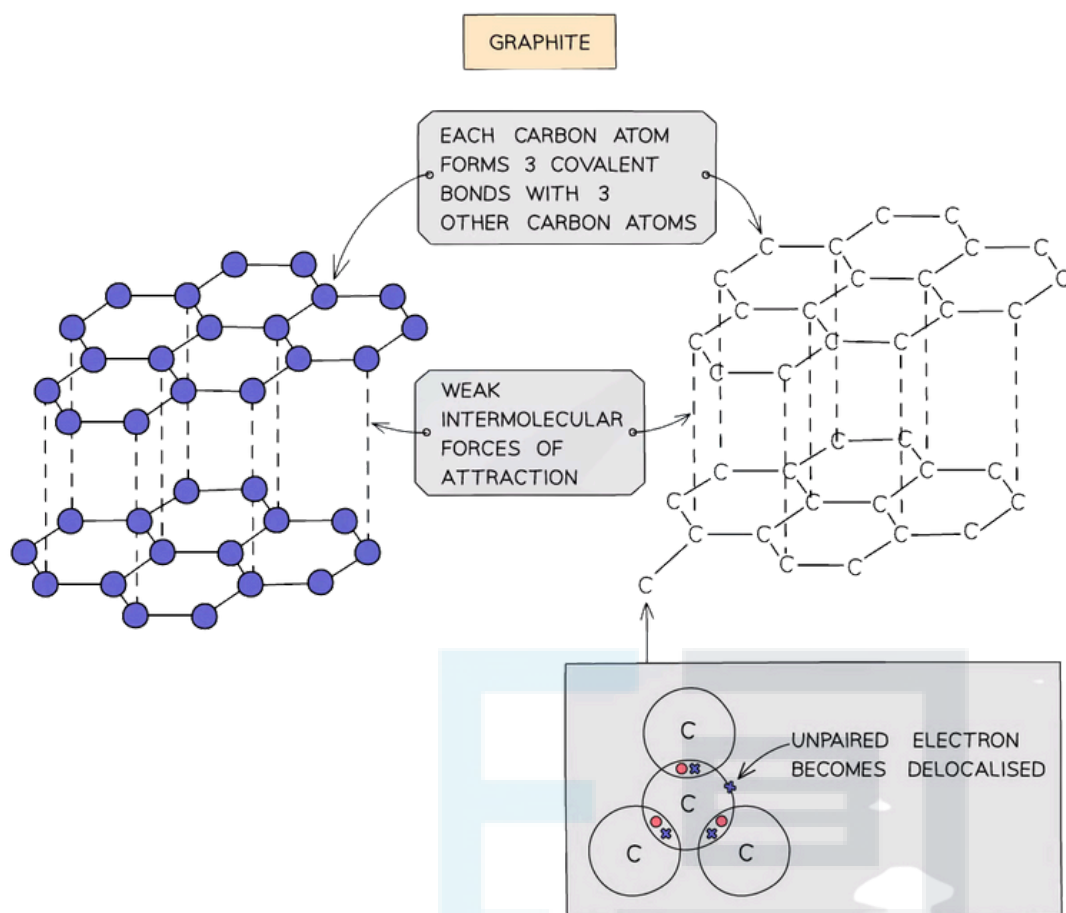 GRAPHITE
EACH CARBON ATOM
FORMS 3 COVALENT
BONDS WITH 3
OTHER CARBON ATOMS
C C
C C
C C C
C C C
C C C
C C
WEAK
INTERMOLECULAR
FORCES OF
ATTRACTION
C C
C C C C
C C C C
C C C C
C C
C
C
UNPAIRED ELECTRON
BECOMES DELOCALISED
C
C C